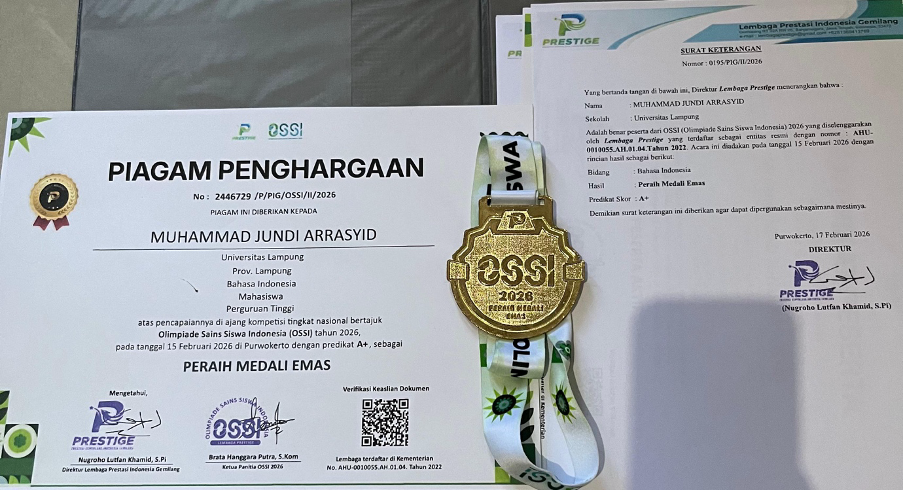 PRESTIGE
OSSI
PIAGAM PENGHARGAAN
No : 2446729 /P/PIG/OSSI/II/2026
PIAGAM INI DIBERIKAN KEPADA
MUHAMMAD JUNDI ARRASYID
Universitas Lampung
Prov. Lampung
Bahasa Indonesia
Mahasiswa
Perguruan Tinggi
atas pencapaiannya di ajang kompetisi tingkat nasional bertajuk
Olimpiade Sains Siswa Indonesia (OSSI) tahun 2026,
pada tanggal 15 Februari 2026 di Purwokerto dengan predikat A+, sebagai
PERAIH MEDALI EMAS
Mengetahui,
PRESTIGE
Nugroho Lutfan Khamid, S.Pi
Direktur Lembaga Prestasi Indonesia Gemilang
OSSI
Brata Hanggara Putra, S.Kom
Ketua Panitia OSSI 2026
Verifikasi Keaslian Dokumen
Lembaga terdaftar di Kementerian
No. AHU-0010055.AH.01.04. Tahun 2022
SWA
OSSI
2026
PERAIH MEDALI
EMAS
OLIM
OSSI
PRESTIGE
Lembaga Prestasi Indonesia Gemilang
SURAT KETERANGAN
Nomor : 0195/PIG/II/2026
Yang bertanda tangan di bawah ini, Direktur Lembaga Prestige menerangkan bahwa :
Nama : MUHAMMAD JUNDI ARRASYID
Sekolah : Universitas Lampung
Adalah benar peserta dari OSSI (Olimpiade Sains Siswa Indonesia) 2026 yang diselenggarakan
oleh Lembaga Prestige yang terdaftar sebagai entitas resmi dengan nomor : AHU-
0010055.AH.01.04.Tahun 2022. Acara ini diadakan pada tanggal 15 Februari 2026 dengan
rincian hasil sebagai berikut.
Bidang : Bahasa Indonesia
Hasil : Peraih Medali Emas
Predikat Skor : A+
Demikian surat keterangan ini diberikan agar dapat dipergunakan sebagaimana mestinya.
Purwokerto, 17 Februari 2026
DIREKTUR
PRESTIGE
(Nugroho Lutfan Khamid, S.Pi)